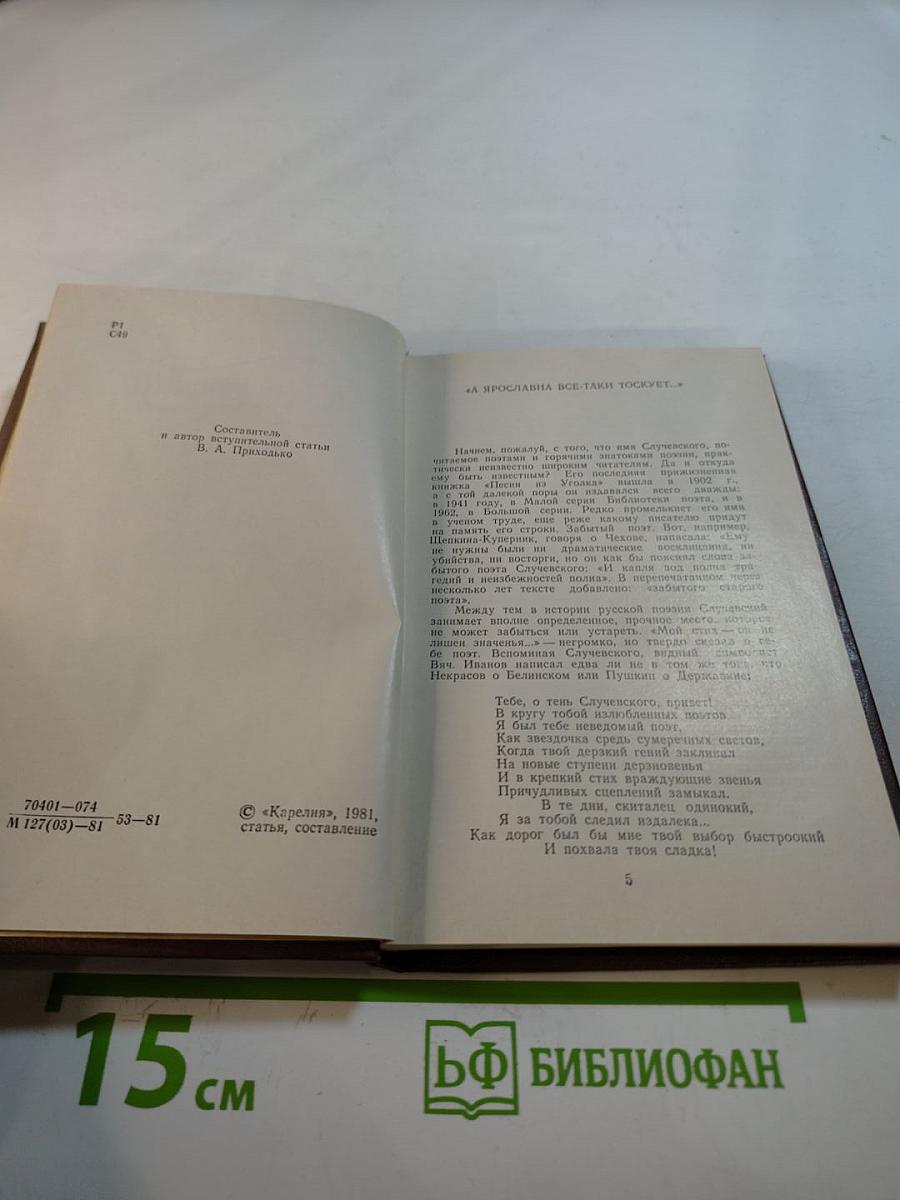 Р1
С49
Составитель
и автор вступительной статьи
В. А. Приходько
70401—074
М 127(03)—81
53—81
© «Карелия», 1981,
статья, составление
«А ЯРОСЛАВНА ВСЕ-ТАКИ ТОСКУЕТ...»
Начнем, пожалуй, с того, что имя Случевского, по-
читаемое поэтами и горячими знатоками поэзии, прак-
тически неизвестно широким читателям. Да и откуда
ему быть известным? Его последняя прижизненная
книжка «Песни из Уголка» вышла в 1902 г.,
а с той далекой поры он издавался всего дважды:
в 1941 году, в Малой серии Библиотеки поэта, и в
1962, в Большой серии. Редко промелькнет его имя
в ученом труде, еще реже какому писателю придут
на память его строки. Забытый поэт. Вот, например,
Щепкина-Куперник, говоря о Чехове, написала: «Ему
не нужны были ни драматические восклицания, ни
убийства, ни восторги, но он как бы пояснял слова за-
бытого поэта Случевского: «И капля вод полна тра-
гедий и неизбежностей полна». В перепечатанном через
несколько лет тексте добавлено: «забытого старого
поэта».
Между тем в истории русской поэзии Случевский
занимает вполне определенное, прочное место, которое
не может забыться или устареть. «Мой стих — он не
лишен значенья...» — негромко, но твердо сказал о се-
бе поэт. Вспоминая Случевского, видный символист
Вяч. Иванов написал едва ли не в том же тоне, что
Некрасов о Белинском или Пушкин о Державине:
Тебе, о тень Случевского, привет!
В кругу тобой излюбленных поэтов
Я был тебе неведомый поэт,
Как звездочка средь сумеречных светов,
Когда твой дерзкий гений заклинал
На новые ступени дерзновенья
И в крепкий стих враждующие звенья
Причудливых сцеплений замыкал.
В те дни, скиталец одинокий,
Я за тобой следил издалека...
Как дорог был бы мне твой выбор быстроокий
И похвала твоя сладка!
5
15 см
ЬФ БИБЛИОФАН